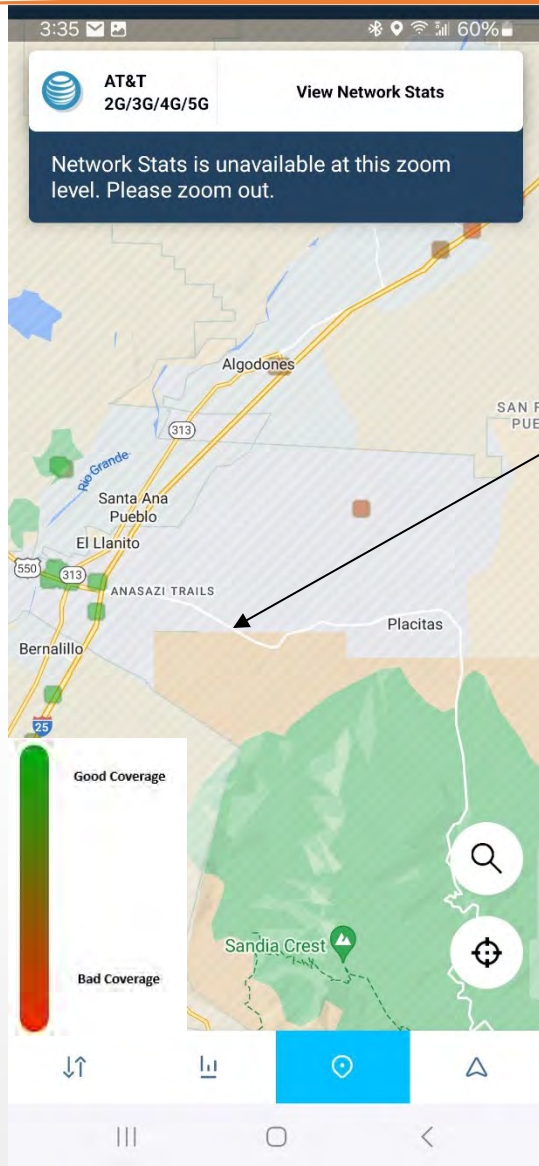 3:35
60%
AT&T
2G/3G/4G/5G
View Network Stats
Network Stats is unavailable at this zoom
level. Please zoom out.
Algodones
SAN F
PUE
313
Rio Grande
Santa Ana
Pueblo
El Llanito
550
313
ANASAZI TRAILS
Placitas
Bernalillo
25
Good Coverage
Sandia Crest
Bad Coverage